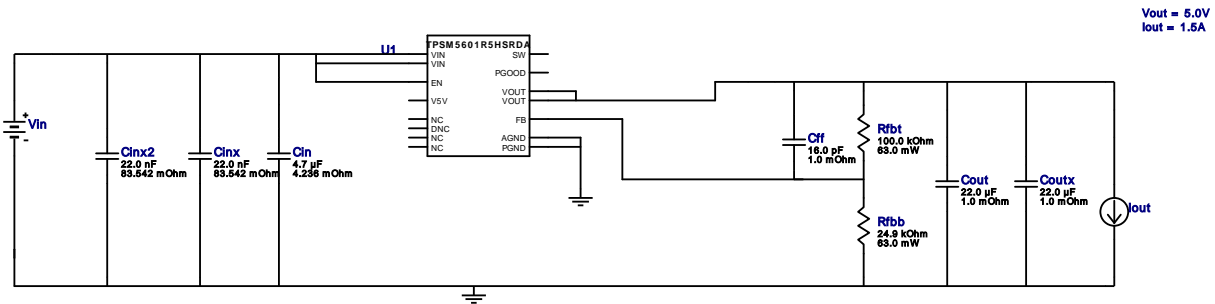 Vout = 5.0V
Iout = 1.5A
U1
TPSM5601R5HSRDA
VIN
VIN
EN
V5V
NC
DNC
NC
NC
SW
PGOOD
VOUT
VOUT
FB
AGND
PGND
+
Vin
-
Cinx2
22.0 nF
83.542 mOhm
Cinx
22.0 nF
83.542 mOhm
Cin
4.7 µF
4.236 mOhm
Cff
16.0 pF
1.0 mOhm
Rfbt
100.0 kOhm
63.0 mW
Rfbb
24.9 kOhm
63.0 mW
Cout
22.0 µF
1.0 mOhm
Coutx
22.0 µF
1.0 mOhm
Iout